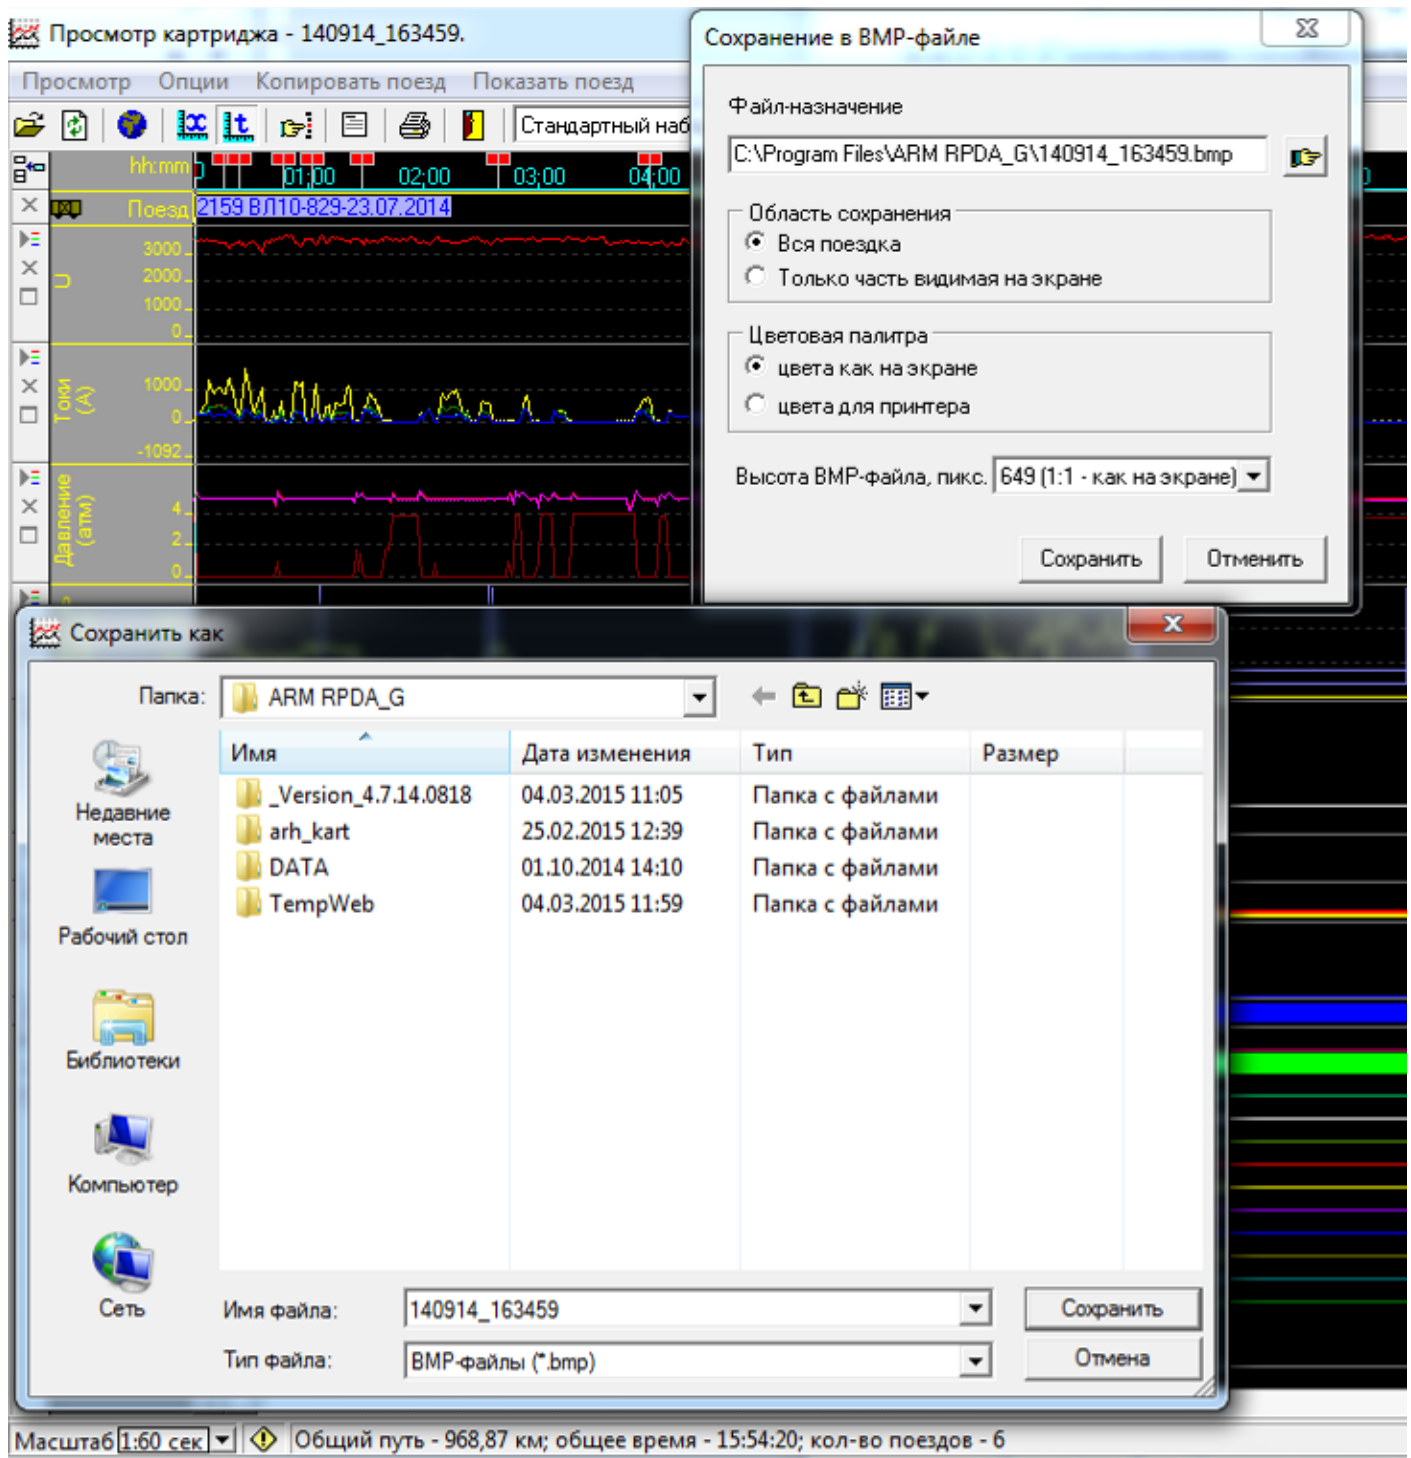 Просмотр картриджа - 140914_163459.
Просмотр Опции Копировать поезд Показать поезд
Стандартный наб
hh:mm 01;00 02;00 03;00 04;00
Поезд 2159 ВЛ10-829-23.07.2014
U
3000
2000
1000
0
Токи
(А)
1000
0
-1092
Давление
(атм)
4
2
0
Сохранение в BMP-файле
Файл-назначение
C:\Program Files\ARM RPDA_G\140914_163459.bmp
Область сохранения
Вся поездка
Только часть видимая на экране
Цветовая палитра
цвета как на экране
цвета для принтера
Высота BMP-файла, пикс. 649 (1:1 - как на экране)
Сохранить Отменить
Сохранить как
Папка: ARM RPDA_G
Имя Дата изменения Тип Размер
_Version_4.7.14.0818 04.03.2015 11:05 Папка с файлами
arh_kart 25.02.2015 12:39 Папка с файлами
DATA 01.10.2014 14:10 Папка с файлами
TempWeb 04.03.2015 11:59 Папка с файлами
Недавние
места
Рабочий стол
Библиотеки
Компьютер
Сеть
Имя файла: 140914_163459 Сохранить
Тип файла: BMP-файлы (*.bmp) Отмена
Масштаб 1:60 сек Общий путь - 968,87 км; общее время - 15:54:20; кол-во поездов - 6